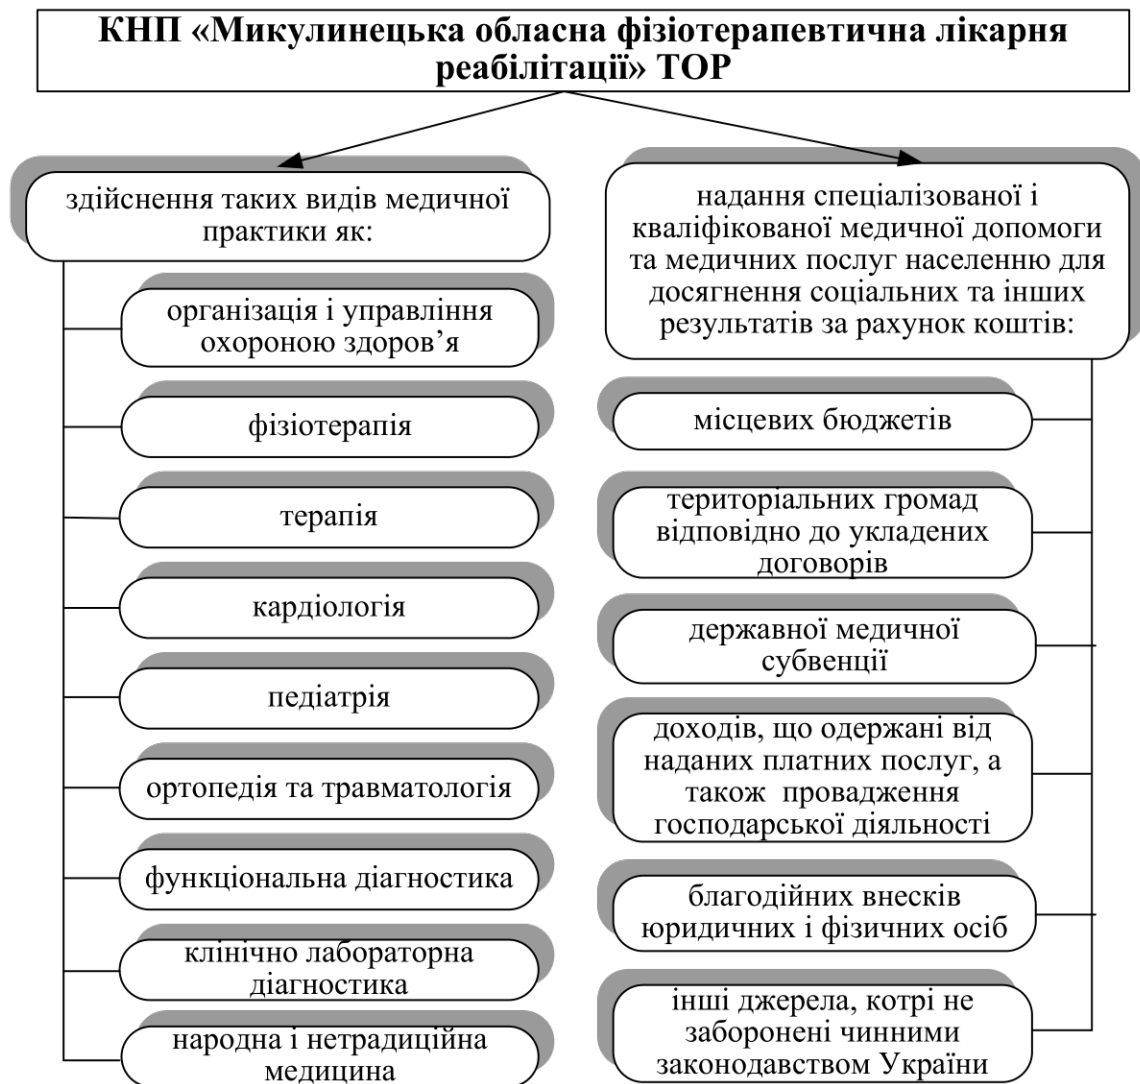 КНП «Микулинецька обласна фізіотерапевтична лікарня
реабілітації» ТОР
здійснення таких видів медичної
практики як:
організація і управління
охороною здоров’я
фізіотерапія
терапія
кардіологія
педіатрія
ортопедія та травматологія
функціональна діагностика
клінічно лабораторна
діагностика
народна і нетрадиційна
медицина
надання спеціалізованої і
кваліфікованої медичної допомоги
та медичних послуг населенню для
досягнення соціальних та інших
результатів за рахунок коштів:
місцевих бюджетів
територіальних громад
відповідно до укладених
договорів
державної медичної
субвенції
доходів, що одержані від
наданих платних послуг, а
також провадження
господарської діяльності
благодійних внесків
юридичних і фізичних осіб
інші джерела, котрі не
заборонені чинними
законодавством України